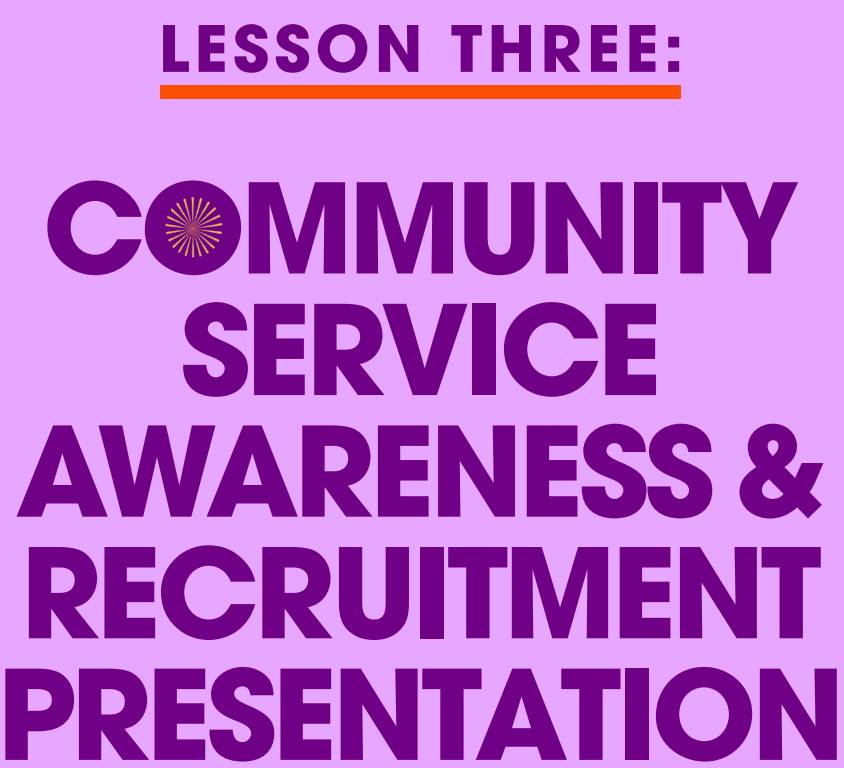 LESSON THREE:
COMMUNITY
SERVICE
AWARENESS &
RECRUITMENT
PRESENTATION